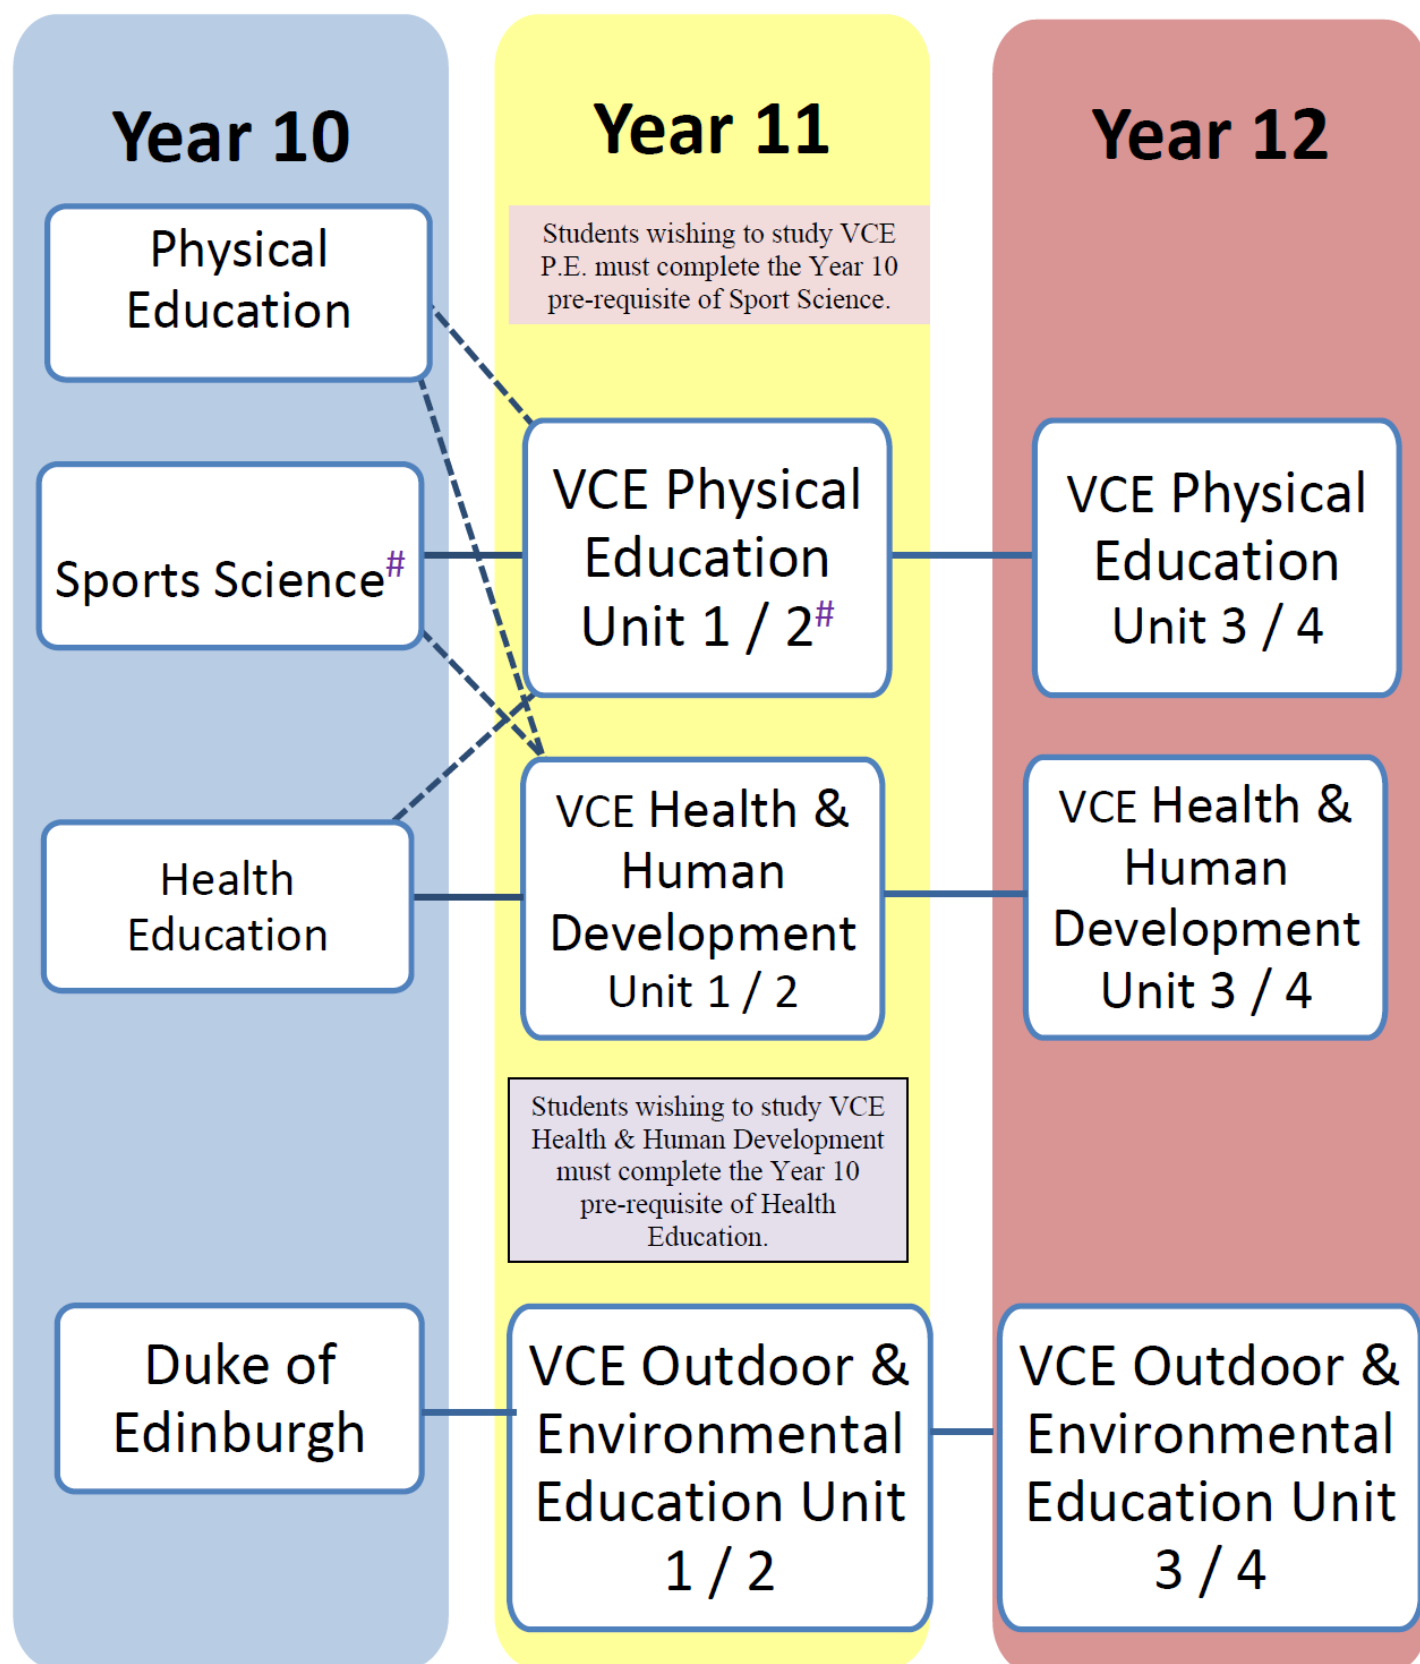 Year 10
Physical
Education
Sports Science#
Health
Education
Duke of
Edinburgh
Year 11
Students wishing to study VCE
P.E. must complete the Year 10
pre-requisite of Sport Science.
VCE Physical
Education
Unit 1 / 2#
VCE Health &
Human
Development
Unit 1 / 2
Students wishing to study VCE
Health & Human Development
must complete the Year 10
pre-requisite of Health
Education.
VCE Outdoor &
Environmental
Education Unit
1 / 2
Year 12
VCE Physical
Education
Unit 3 / 4
VCE Health &
Human
Development
Unit 3 / 4
VCE Outdoor &
Environmental
Education Unit
3 / 4